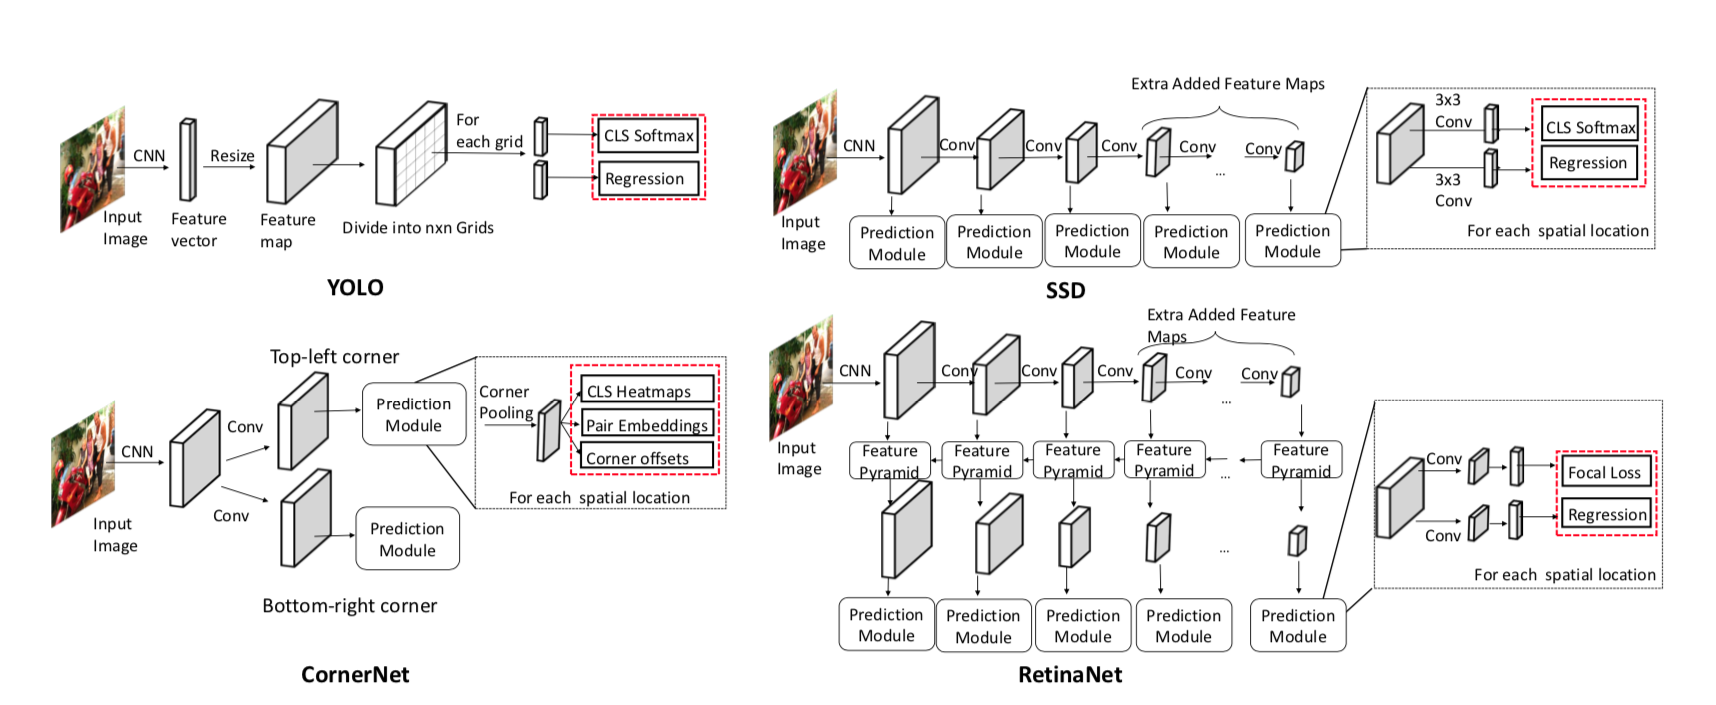 CNN
Resize
For
each grid
CLS Softmax
Regression
Input
Image
Feature
vector
Feature
map
Divide into nxn Grids
YOLO
Extra Added Feature Maps
CNN
Conv
Conv
Conv
Conv
...
Conv
Input
Image
Prediction
Module
Prediction
Module
Prediction
Module
Prediction
Module
Prediction
Module
3x3
Conv
3x3
Conv
CLS Softmax
Regression
For each spatial location
SSD
Top-left corner
CNN
Conv
Conv
Input
Image
Prediction
Module
Prediction
Module
Corner
Pooling
CLS Heatmaps
Pair Embeddings
Corner offsets
For each spatial location
Bottom-right corner
CornerNet
Extra Added Feature
Maps
CNN
Conv
Conv
Conv
Conv
...
Conv
Input
Image
Feature
Pyramid
Feature
Pyramid
Feature
Pyramid
Feature
Pyramid
...
Feature
Pyramid
...
Prediction
Module
Prediction
Module
Prediction
Module
Prediction
Module
Prediction
Module
Conv
Conv
Focal Loss
Regression
For each spatial location
RetinaNet